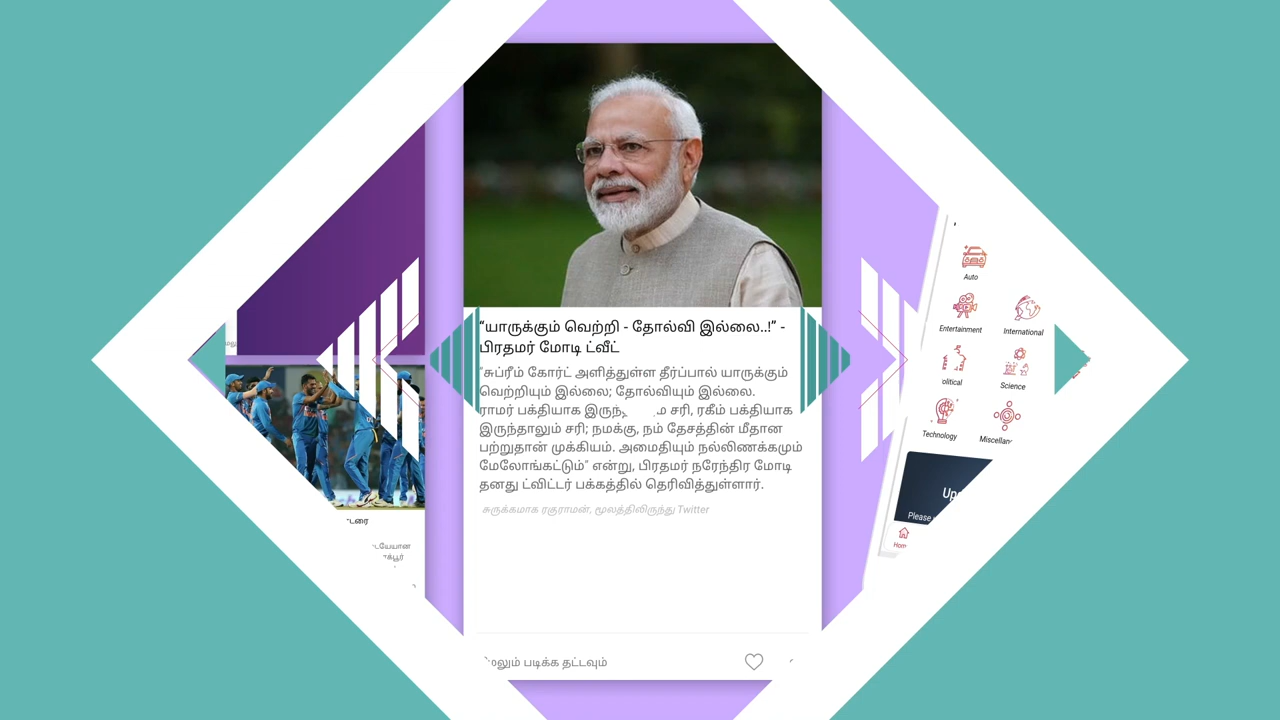 “யாருக்கும் வெற்றி - தோல்வி இல்லை..!” -
பிரதமர் மோடி ட்வீட்
"சுப்ரீம் கோர்ட் அளித்துள்ள தீர்ப்பால் யாருக்கும்
வெற்றியும் இல்லை; தோல்வியும் இல்லை.
ராமர் பக்தியாக சரி, ரகீம் பக்தியாக
இருந்தாலும் சரி; நமக்கு, நம் தேசத்தின் மீதான
பற்றுதான் முக்கியம். அமைதியும் நல்லிணக்கமும்
மேலோங்கட்டும்" என்று, பிரதமர் நரேந்திர மோடி
தனது ட்விட்டர் பக்கத்தில் தெரிவித்துள்ளார்.
சுருக்கமாக ரகுராமன், மூலத்திலிருந்து Twitter
படிக்க தட்டவும்
Auto
Entertainment
International
Science
Technology
Please